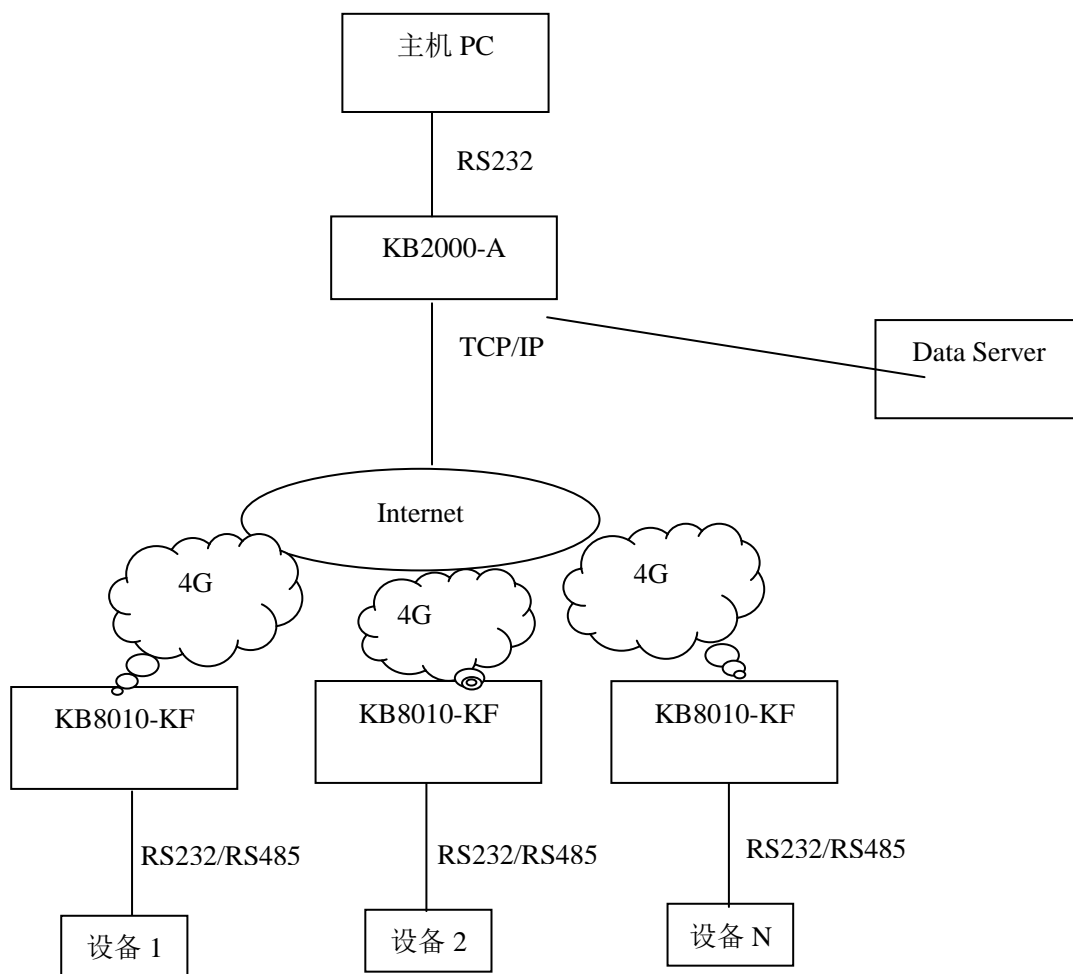 主机 PC
RS232
KB2000-A
TCP/IP
Data Server
Internet
4G
4G
4G
KB8010-KF
KB8010-KF
KB8010-KF
RS232/RS485
RS232/RS485
RS232/RS485
设备 1
设备 2
设备 N